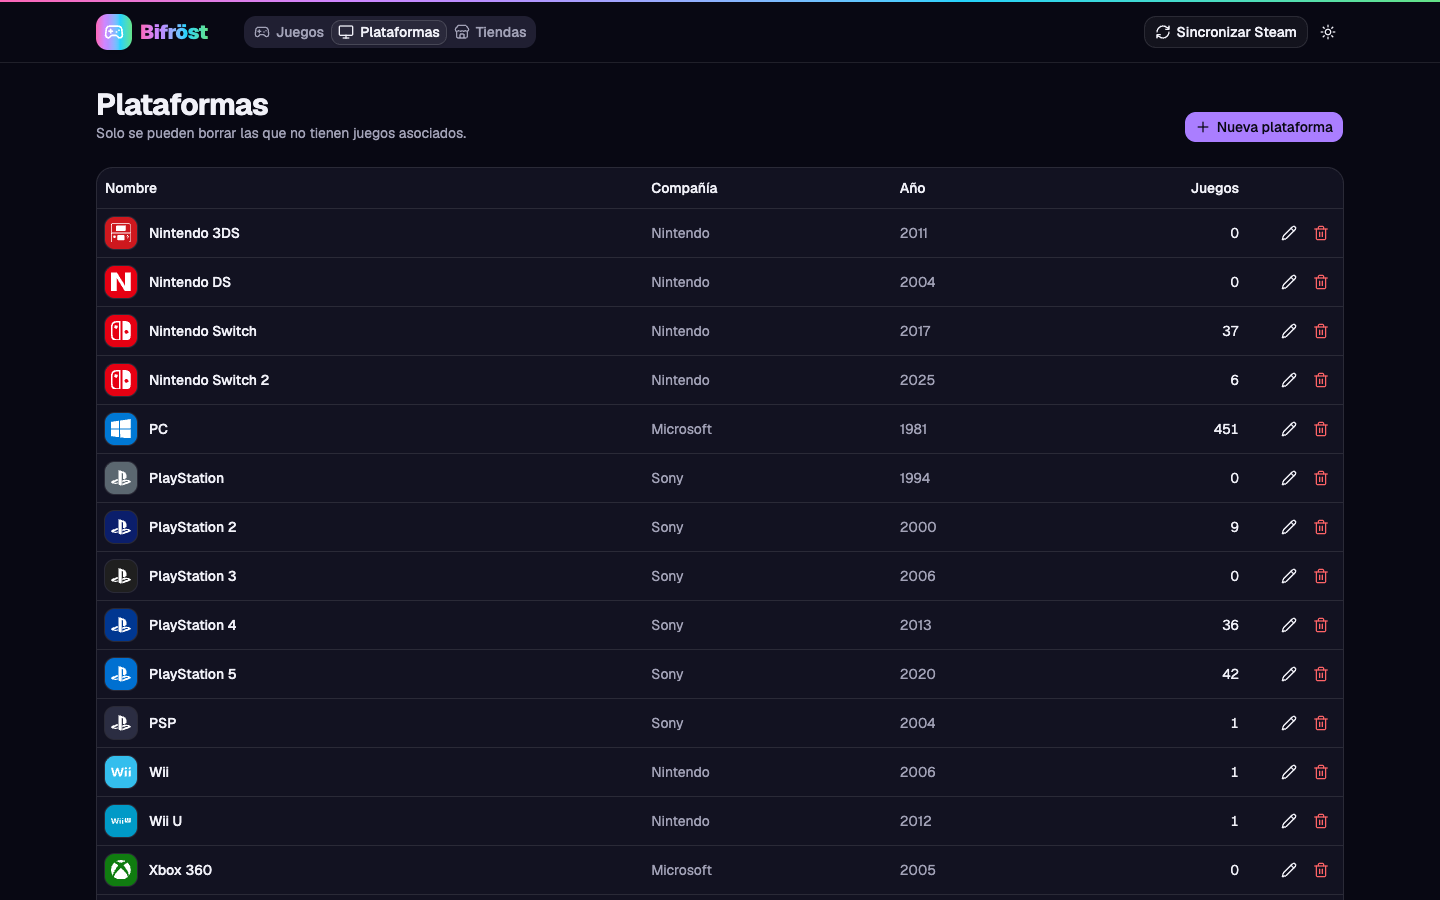 Bifröst Juegos Plataformas Tiendas Sincronizar Steam
Plataformas
Solo se pueden borrar las que no tienen juegos asociados.
Nueva plataforma
Nombre Compañía Año Juegos
Nintendo 3DS Nintendo 2011 0
N Nintendo DS Nintendo 2004 0
Nintendo Switch Nintendo 2017 37
Nintendo Switch 2 Nintendo 2025 6
PC Microsoft 1981 451
PlayStation Sony 1994 0
PlayStation 2 Sony 2000 9
PlayStation 3 Sony 2006 0
PlayStation 4 Sony 2013 36
PlayStation 5 Sony 2020 42
PSP Sony 2004 1
Wii Wii Nintendo 2006 1
WiiU Wii U Nintendo 2012 1
Xbox 360 Microsoft 2005 0